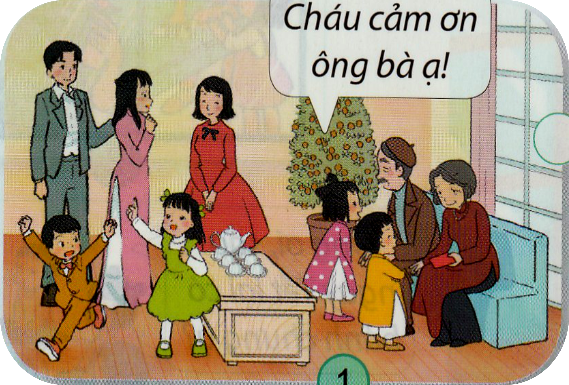 Cháu cảm ơn
ông bà ạ!
1